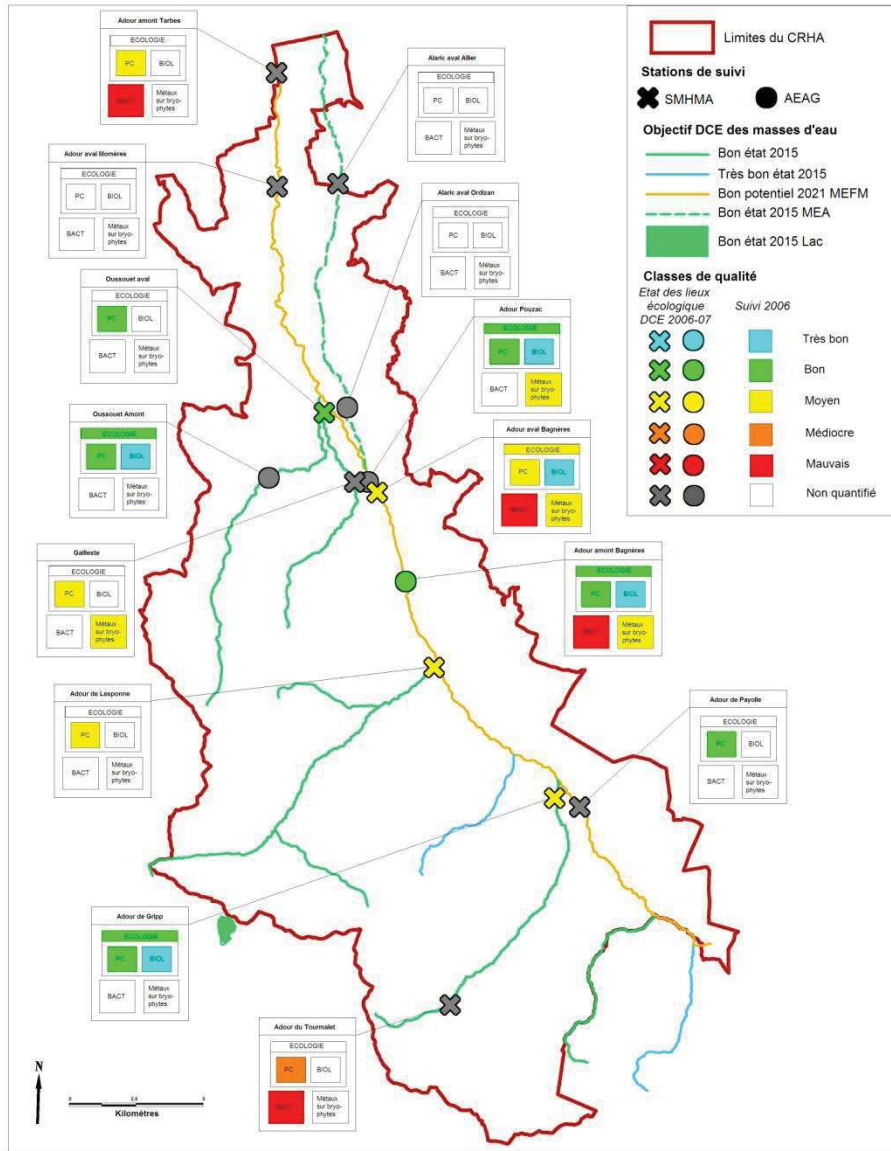 Adour amont Tarbes
ECOLOGIE
PC
BIOL
BACT
Métaux
sur bryo-
phytes
Alaric aval Allier
ECOLOGIE
PC
BIOL
BACT
Métaux
sur bryo-
phytes
Adour aval Momères
ECOLOGIE
PC
BIOL
BACT
Métaux
sur bryo-
phytes
Alaric aval Ordizan
ECOLOGIE
PC
BIOL
BACT
Métaux
sur bryo-
phytes
Oussouet aval
ECOLOGIE
PC
BIOL
BACT
Métaux
sur bryo-
phytes
Adour Pouzac
ECOLOGIE
PC
BIOL
BACT
Métaux
sur bryo-
phytes
Oussouet Amont
ECOLOGIE
PC
BIOL
BACT
Métaux
sur bryo-
phytes
Adour aval Bagnères
ECOLOGIE
PC
BIOL
BACT
Métaux
sur bryo-
phytes
Gailleste
ECOLOGIE
PC
BIOL
BACT
Métaux
sur bryo-
phytes
Adour amont Bagnères
ECOLOGIE
PC
BIOL
BACT
Métaux
sur bryo-
phytes
Adour de Lesponne
ECOLOGIE
PC
BIOL
BACT
Métaux
sur bryo-
phytes
Adour de Payolle
ECOLOGIE
PC
BIOL
BACT
Métaux
sur bryo-
phytes
Adour de Gripp
ECOLOGIE
PC
BIOL
BACT
Métaux
sur bryo-
phytes
Adour du Tourmalet
ECOLOGIE
PC
BIOL
BACT
Métaux
sur bryo-
phytes
Limites du CRHA
Stations de suivi
SMHMA
AEAG
Objectif DCE des masses d'eau
Bon état 2015
Très bon état 2015
Bon potentiel 2021 MEFM
Bon état 2015 MEA
Bon état 2015 Lac
Classes de qualité
Etat des lieux
écologique
DCE 2006-07
Suivi 2006
Très bon
Bon
Moyen
Médiocre
Mauvais
Non quantifié
N
0 2,5 5
Kilomètres